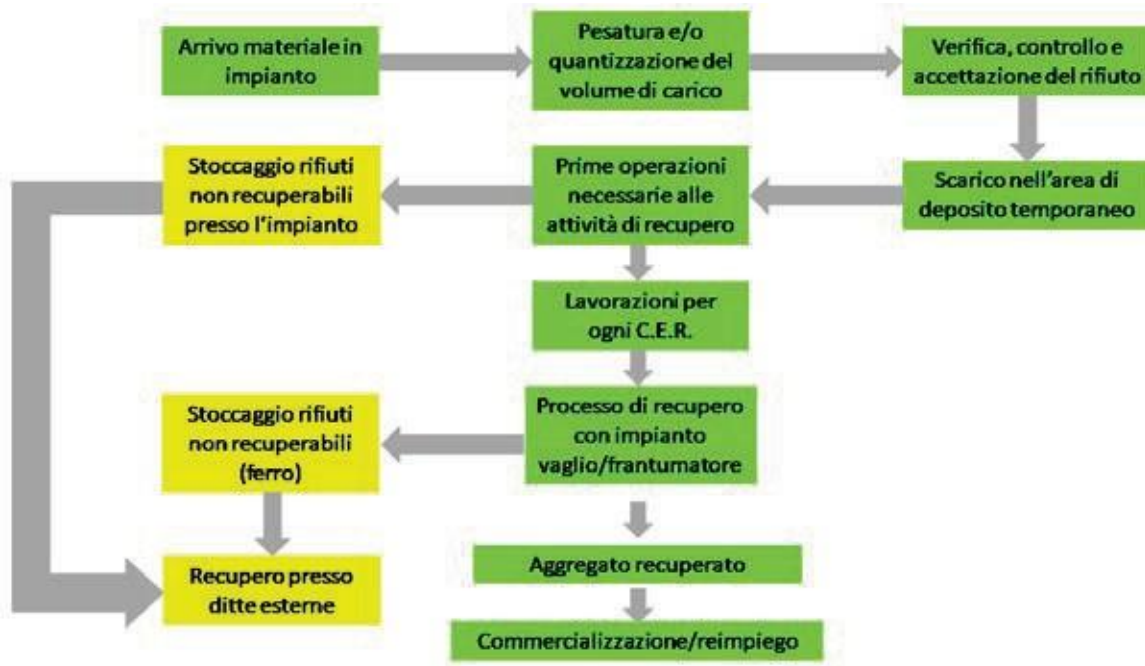 Arrivo materiale in
impianto
Pesatura e/o
quantizzazione del
volume di carico
Verifica, controllo e
accettazione del rifiuto
Stoccaggio rifiuti
non recuperabili
presso l'impianto
Prime operazioni
necessarie alle
attività di recupero
Scarico nell'area di
deposito temporaneo
Lavorazioni per
ogni C.E.R.
Stoccaggio rifiuti
non recuperabili
(ferro)
Processo di recupero
con impianto
vaglio/frantumatore
Recupero presso
ditte esterne
Aggregato recuperato
Commercializzazione/reimpiego